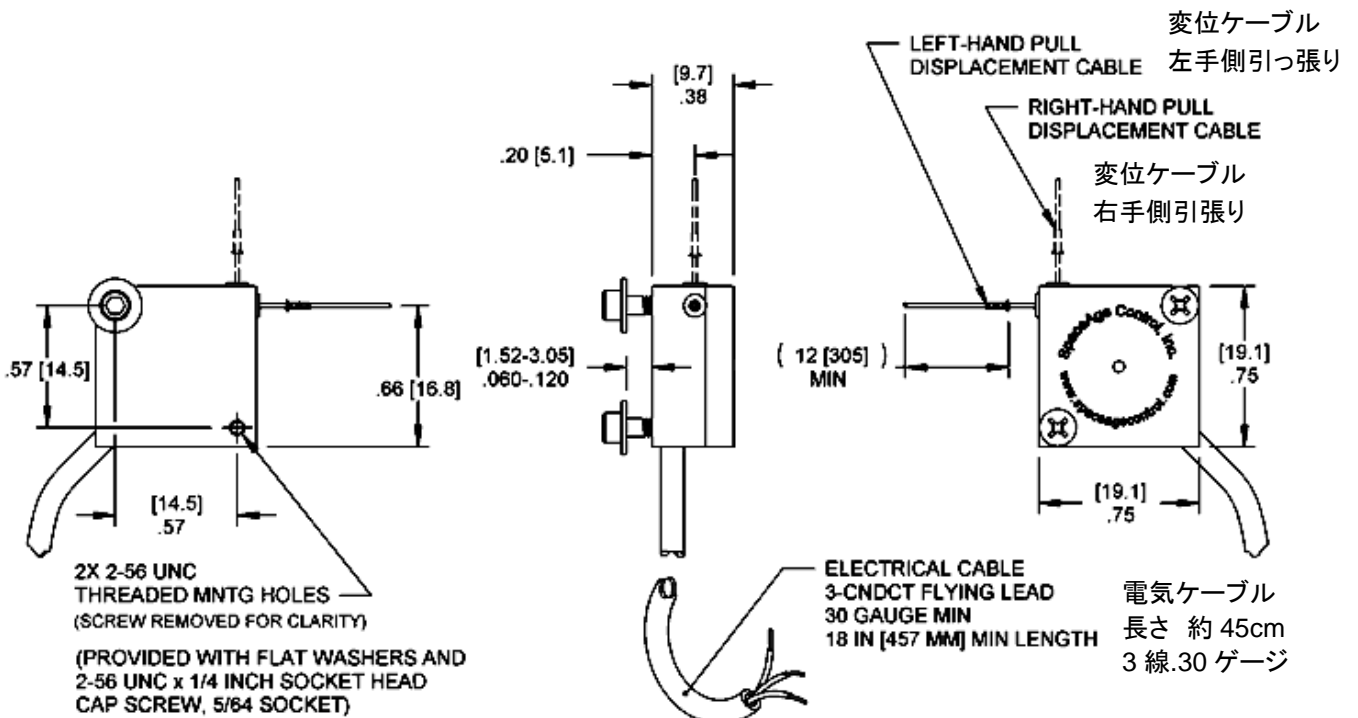 LEFT-HAND PULL
DISPLACEMENT CABLE
変位ケーブル
左手側引っ張り
RIGHT-HAND PULL
DISPLACEMENT CABLE
変位ケーブル
右手側引張り
[9.7]
.38
.20 [5.1]
.57 [14.5]
.66 [16.8]
[14.5]
.57
2X 2-56 UNC
THREADED MNTG HOLES
(SCREW REMOVED FOR CLARITY)
(PROVIDED WITH FLAT WASHERS AND
2-56 UNC x 1/4 INCH SOCKET HEAD
CAP SCREW, 5/64 SOCKET)
[1.52-3.05]
.060-.120
( 12 [305] )
MIN
SpaceAge Control, Inc.
www.spaceagecontrol.com
[19.1]
.75
[19.1]
.75
ELECTRICAL CABLE
3-CNDCT FLYING LEAD
30 GAUGE MIN
18 IN [457 MM] MIN LENGTH
電気ケーブル
長さ 約 45cm
3 線.30 ゲージ